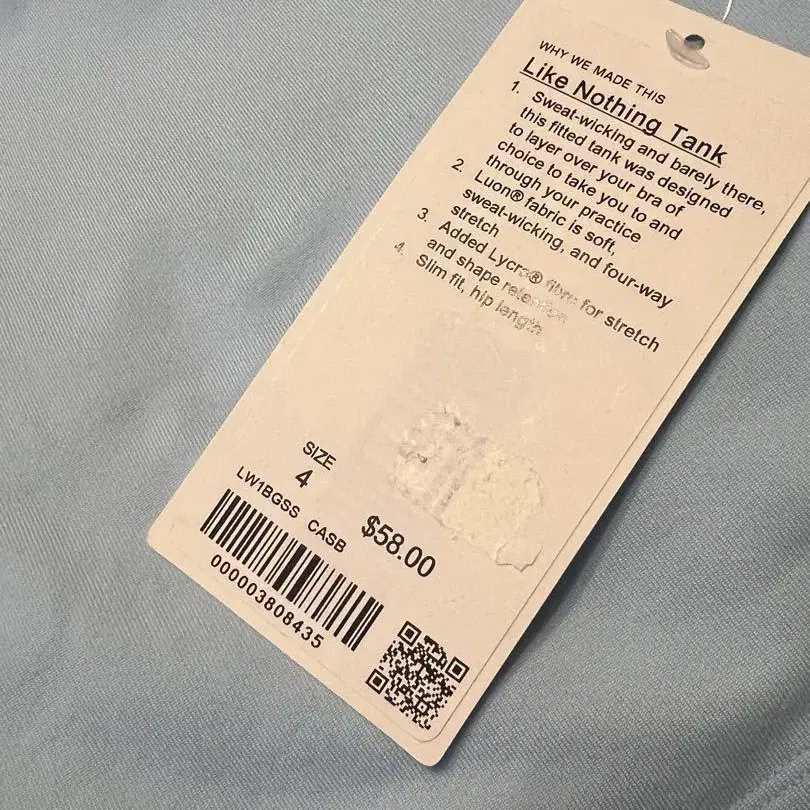 WHY WE MADE THIS
Like Nothing Tank
1. Sweat-wicking and barely there,
this fitted tank was designed
to layer over your bra of
choice to take you to and
through your practice
2. Luon® fabric is soft,
sweat-wicking, and four-way
stretch
3. Added Lycra® fibre for stretch
and shape retention
4. Slim fit, hip length
SIZE
4
LW1BGSS CASB
$58.00
000003808435